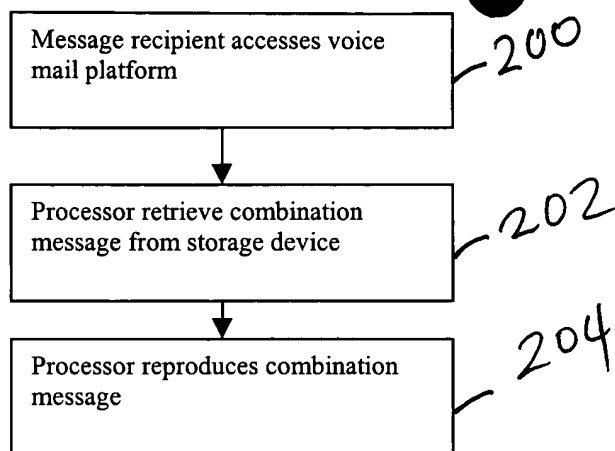 Message recipient accesses voice
mail platform
200
Processor retrieve combination
message from storage device
202
Processor reproduces combination
message
204